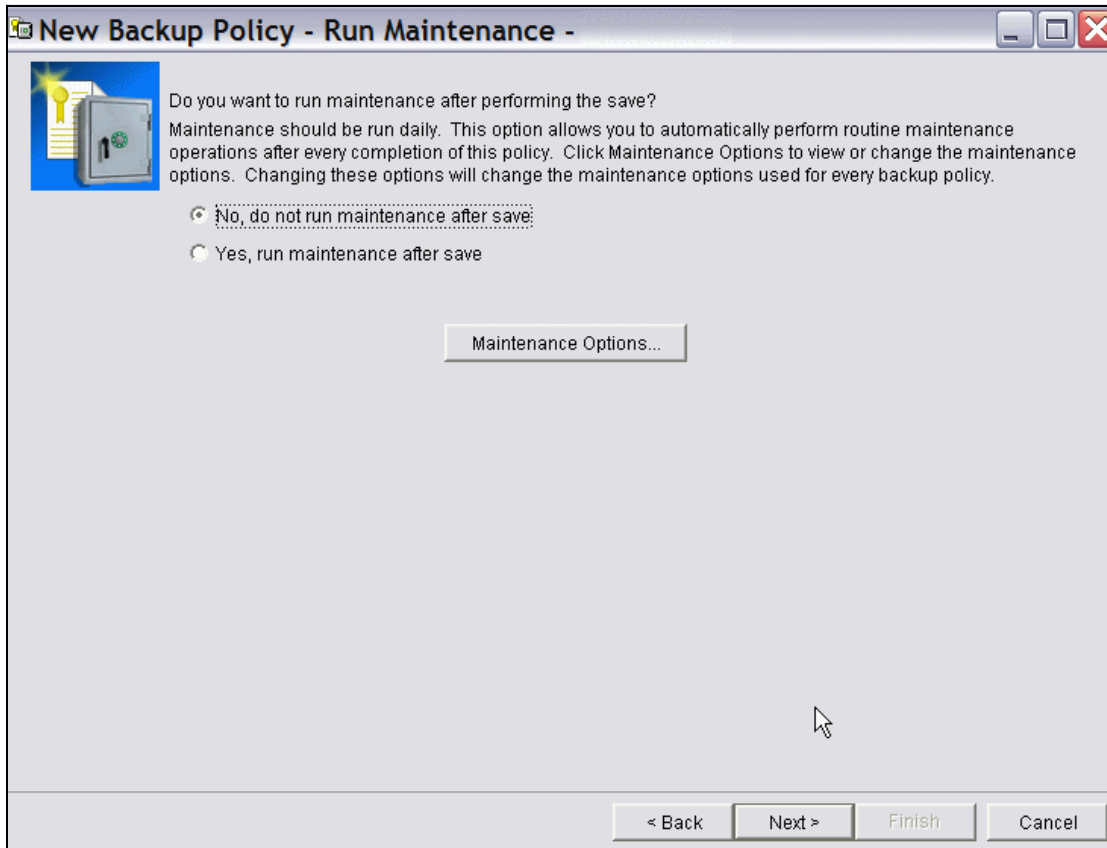 New Backup Policy - Run Maintenance -
Do you want to run maintenance after performing the save?
Maintenance should be run daily. This option allows you to automatically perform routine maintenance
operations after every completion of this policy. Click Maintenance Options to view or change the maintenance
options. Changing these options will change the maintenance options used for every backup policy.
No, do not run maintenance after save
Yes, run maintenance after save
Maintenance Options...
< Back
Next >
Finish
Cancel